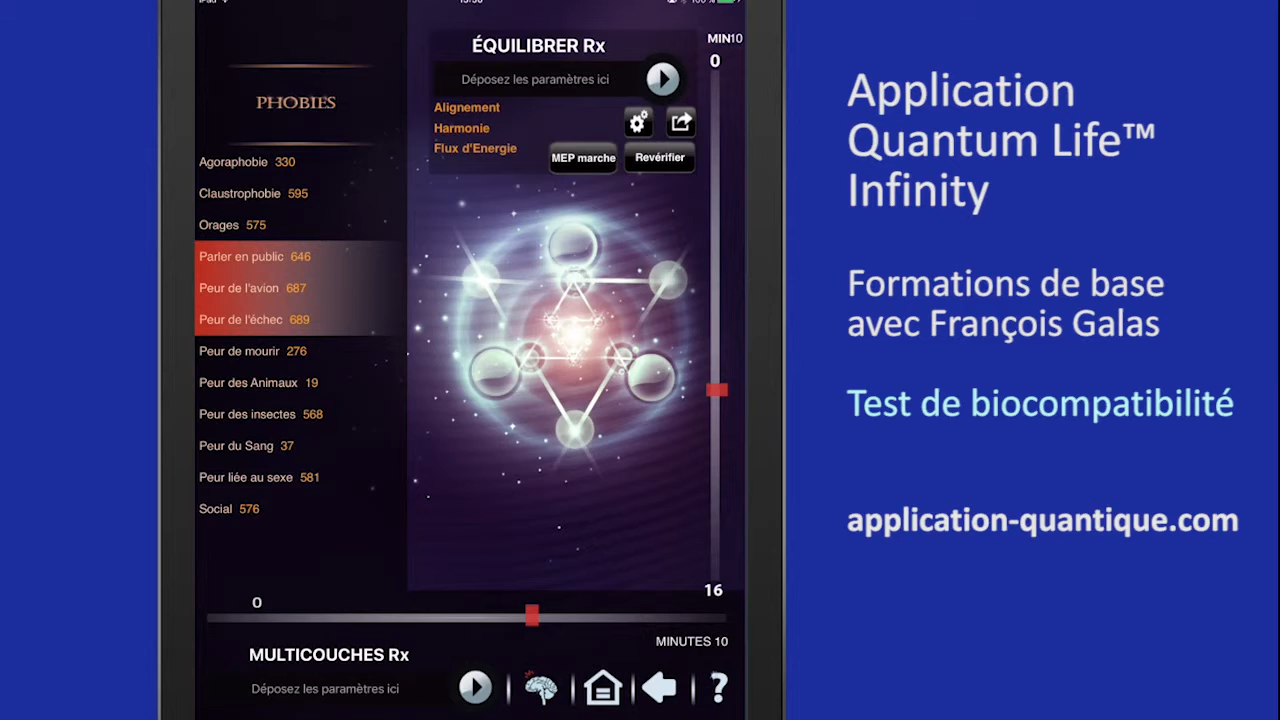 PHOBIES
Agoraphobie 330
Claustrophobie 595
Orages 575
Parler en public 646
Peur de l'avion 687
Peur de l'échec 689
Peur de mourir 276
Peur des Animaux 19
Peur des insectes 568
Peur du Sang 37
Peur liée au sexe 581
Social 576
ÉQUILIBRER Rx
Déposez les paramètres ici
Alignement
Harmonie
Flux d'Energie
MEP marche
Revérifier
MIN10
0
16
0
MINUTES 10
MULTICOUCHES Rx
Déposez les paramètres ici
?
Application
Quantum Life™
Infinity
Formations de base
avec François Galas
Test de biocompatibilité
application-quantique.com